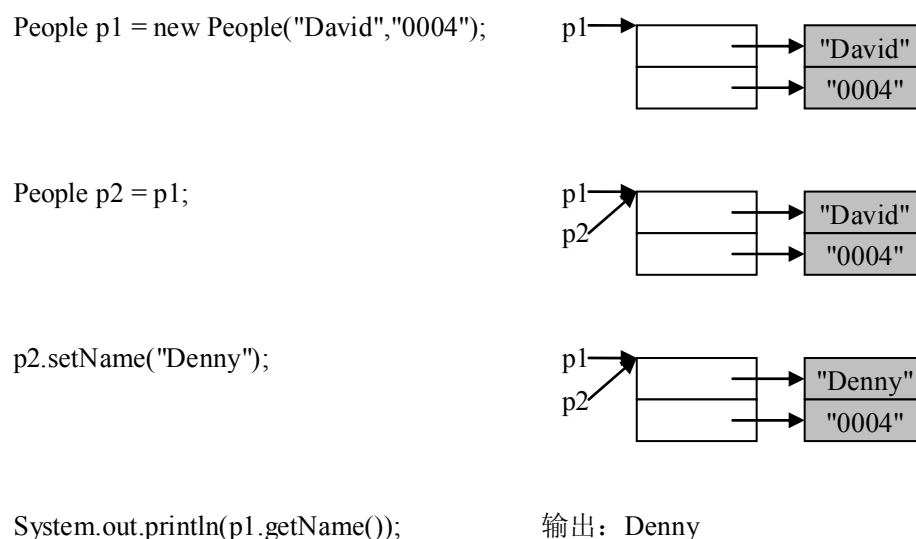 People p1 = new People("David","0004");
p1
"David"
"0004"
People p2 = p1;
p1
p2
"David"
"0004"
p2.setName("Denny");
p1
p2
"Denny"
"0004"
System.out.println(p1.getName());
输出：Denny